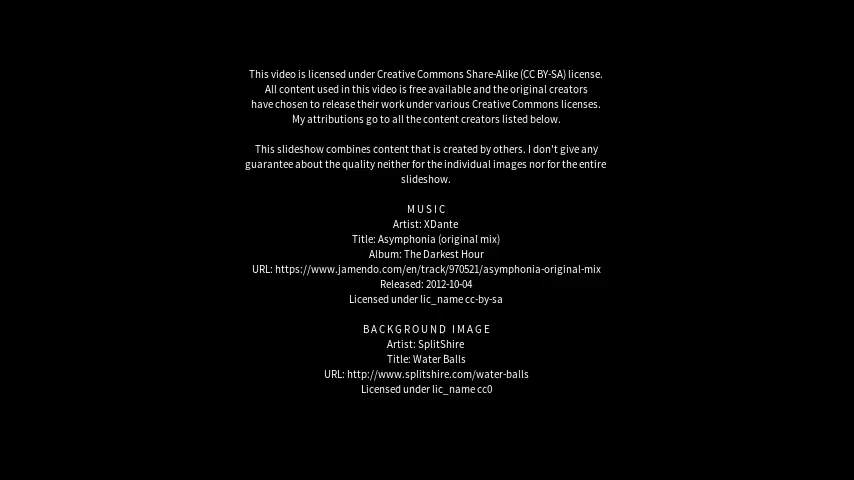 This video is licensed under Creative Commons Share-Alike (CC BY-SA) license.
All content used in this video is free available and the original creators
have chosen to release their work under various Creative Commons licenses.
My attributions go to all the content creators listed below.
This slideshow combines content that is created by others. I don't give any
guarantee about the quality neither for the individual images nor for the entire
slideshow.
MUSIC
Artist: XDante
Title: Asymphonia (original mix)
Album: The Darkest Hour
URL: https://www.jamendo.com/en/track/970521/asymphonia-original-mix
Released: 2012-10-04
Licensed under lic_name cc-by-sa
BACKGROUND IMAGE
Artist: SplitShire
Title: Water Balls
URL: http://www.splitshire.com/water-balls
Licensed under lic_name cc0